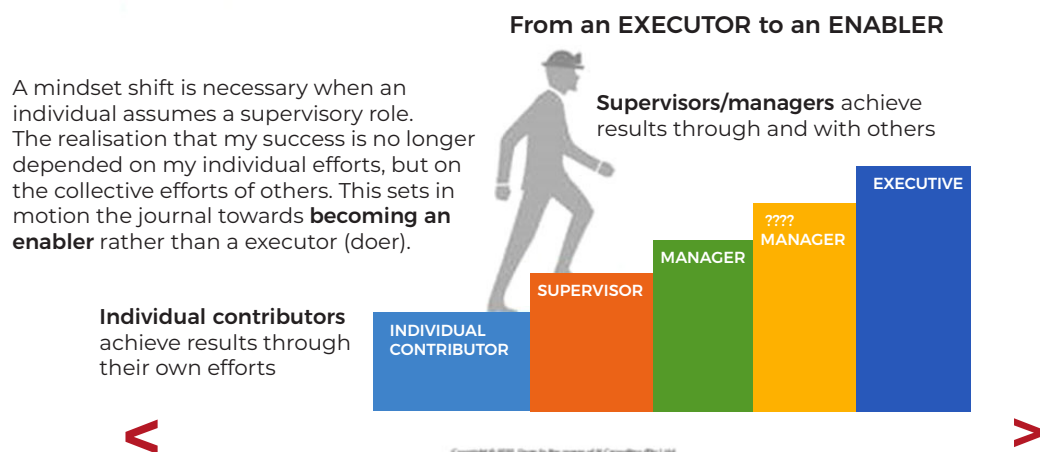 From an EXECUTOR to an ENABLER
A mindset shift is necessary when an
individual assumes a supervisory role.
The realisation that my success is no longer
depended on my individual efforts, but on
the collective efforts of others. This sets in
motion the journal towards becoming an
enabler rather than a executor (doer).
Supervisors/managers achieve
results through and with others
Individual contributors
achieve results through
their own efforts
INDIVIDUAL
CONTRIBUTOR
SUPERVISOR
MANAGER
????
MANAGER
EXECUTIVE
<
>